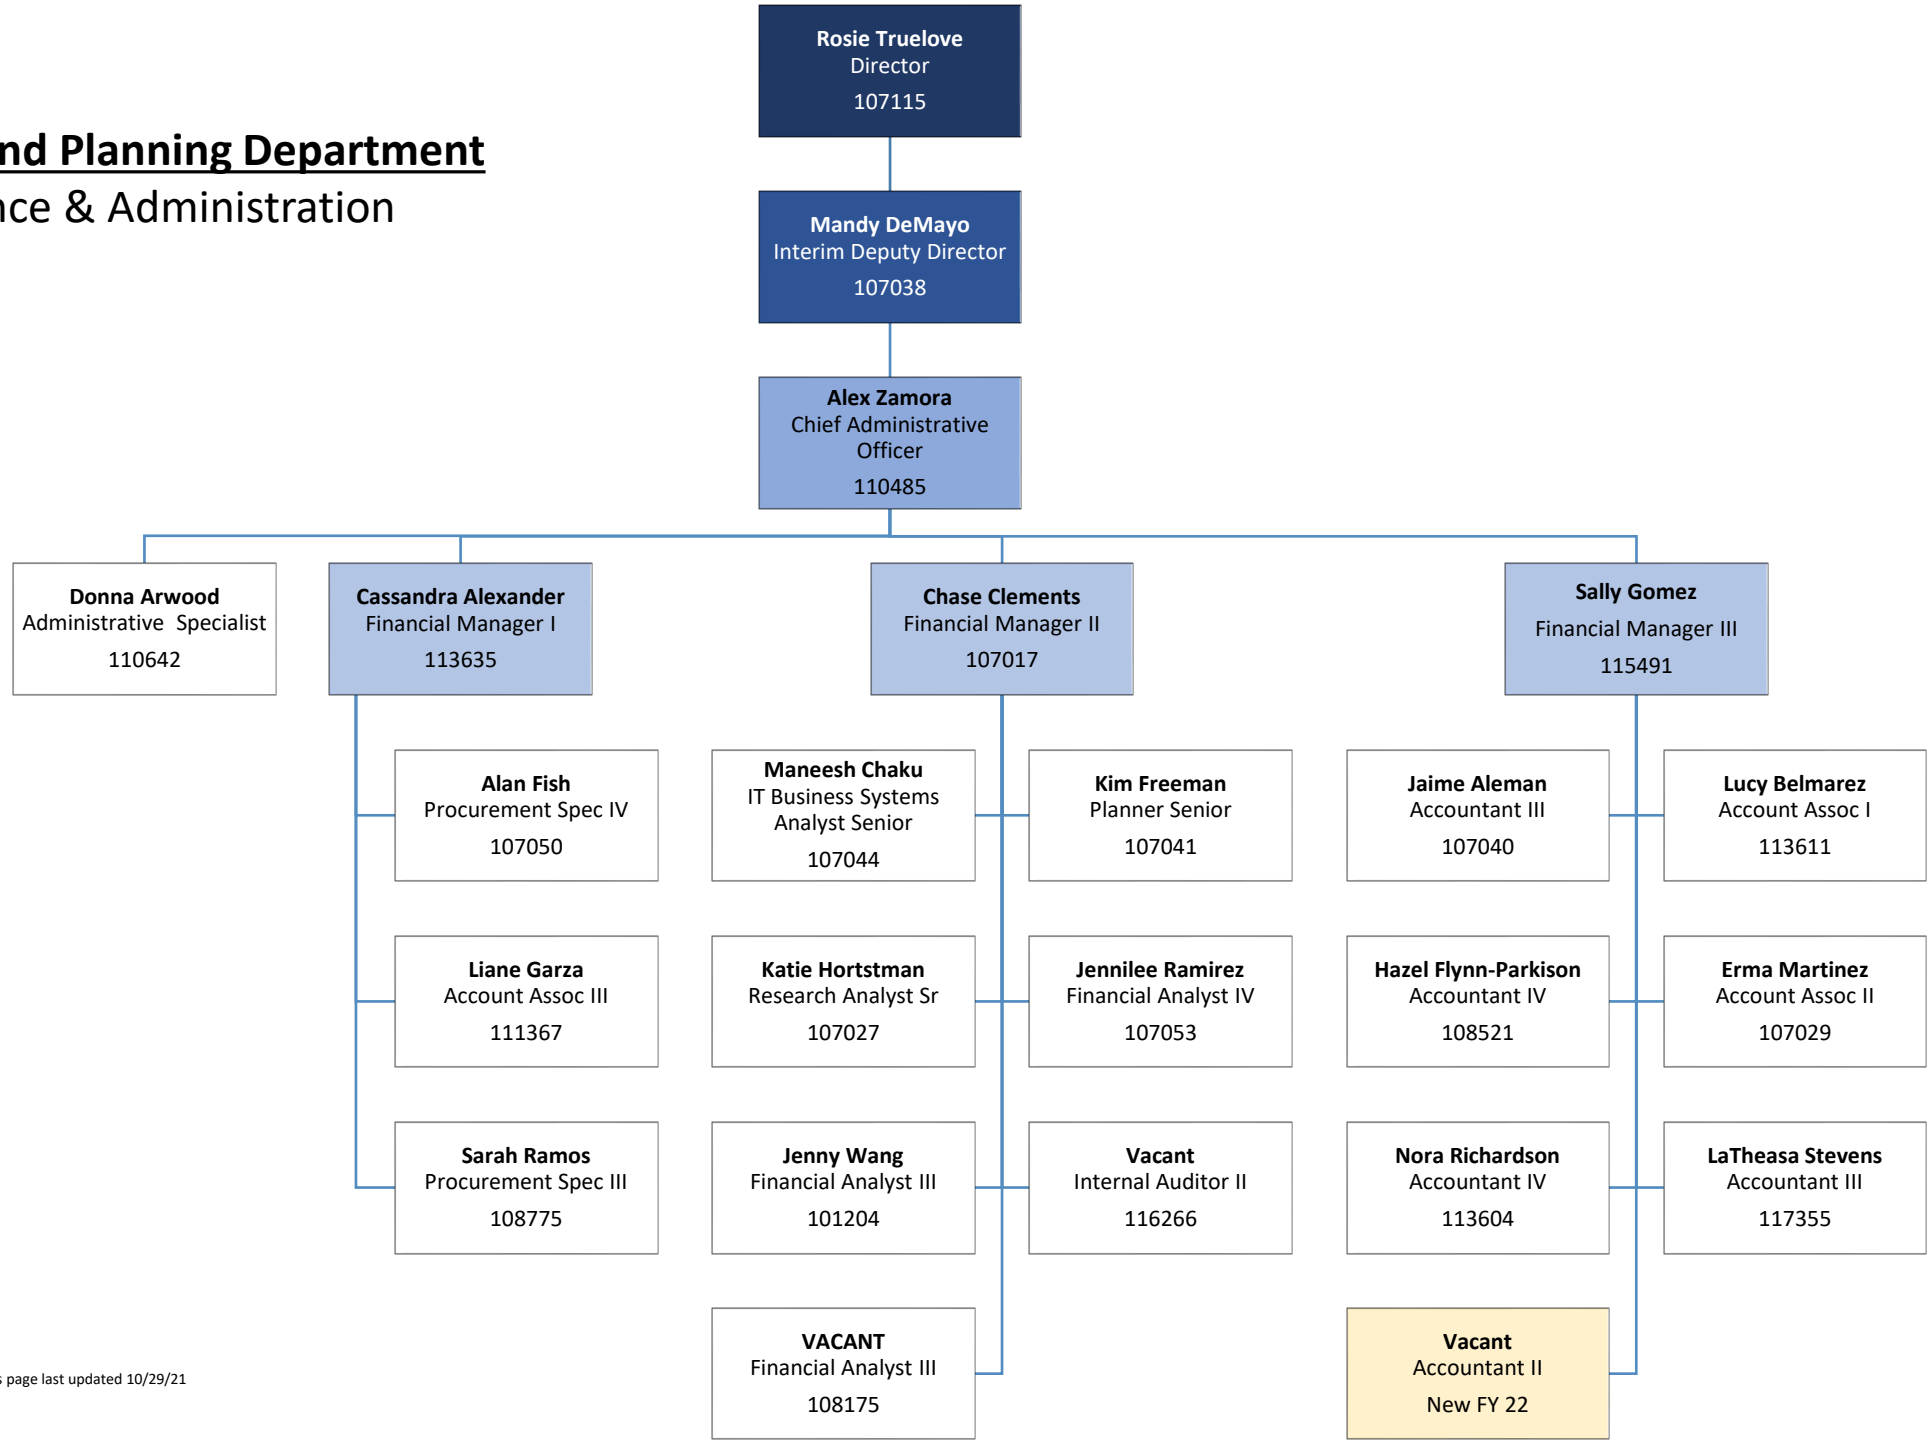 Rosie Truelove
Director
107115
nd Planning Department
nce & Administration
Mandy DeMayo
Interim Deputy Director
107038
Alex Zamora
Chief Administrative
Officer
110485
Donna Arwood
Administrative  Specialist
110642
Cassandra Alexander
Financial Manager I
113635
Chase Clements
Financial Manager II
107017
Sally Gomez
Financial Manager III
115491
Alan Fish
Procurement Spec IV
107050
Maneesh Chaku
IT Business Systems
Analyst Senior
107044
Kim Freeman
Planner Senior
107041
Jaime Aleman
Accountant III
107040
Lucy Belmarez
Account Assoc I
113611
Liane Garza
Account Assoc III
111367
Katie Hortstman
Research Analyst Sr
107027
Jennilee Ramirez
Financial Analyst IV
107053
Hazel Flynn-Parkison
Accountant IV
108521
Erma Martinez
Account Assoc II
107029
Sarah Ramos
Procurement Spec III
108775
Jenny Wang
Financial Analyst III
101204
Vacant
Internal Auditor II
116266
Nora Richardson
Accountant IV
113604
LaTheasa Stevens
Accountant III
117355
VACANT
Financial Analyst III
108175
Vacant
Accountant II
New FY 22
s page last updated 10/29/21